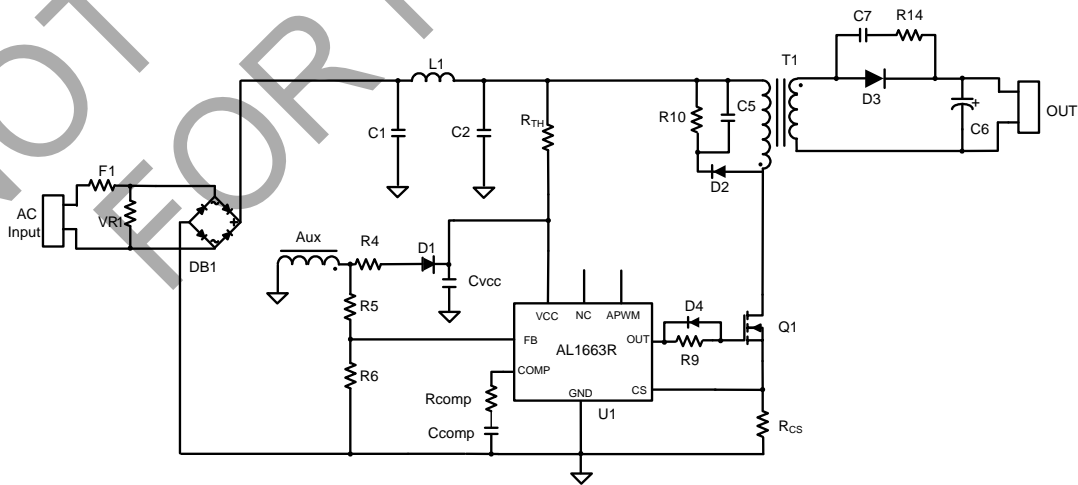 NOT
FOR
C7
R14
L1
T1
D3
C6
OUT
R10
C5
D2
RTH
C1
C2
F1
AC
Input
VR1
DB1
Aux
R4
D1
Cvcc
R5
R6
VCC
NC
APWM
FB
AL1663R
OUT
COMP
GND
CS
U1
D4
R9
Q1
Rcomp
Ccomp
RCS
+
+